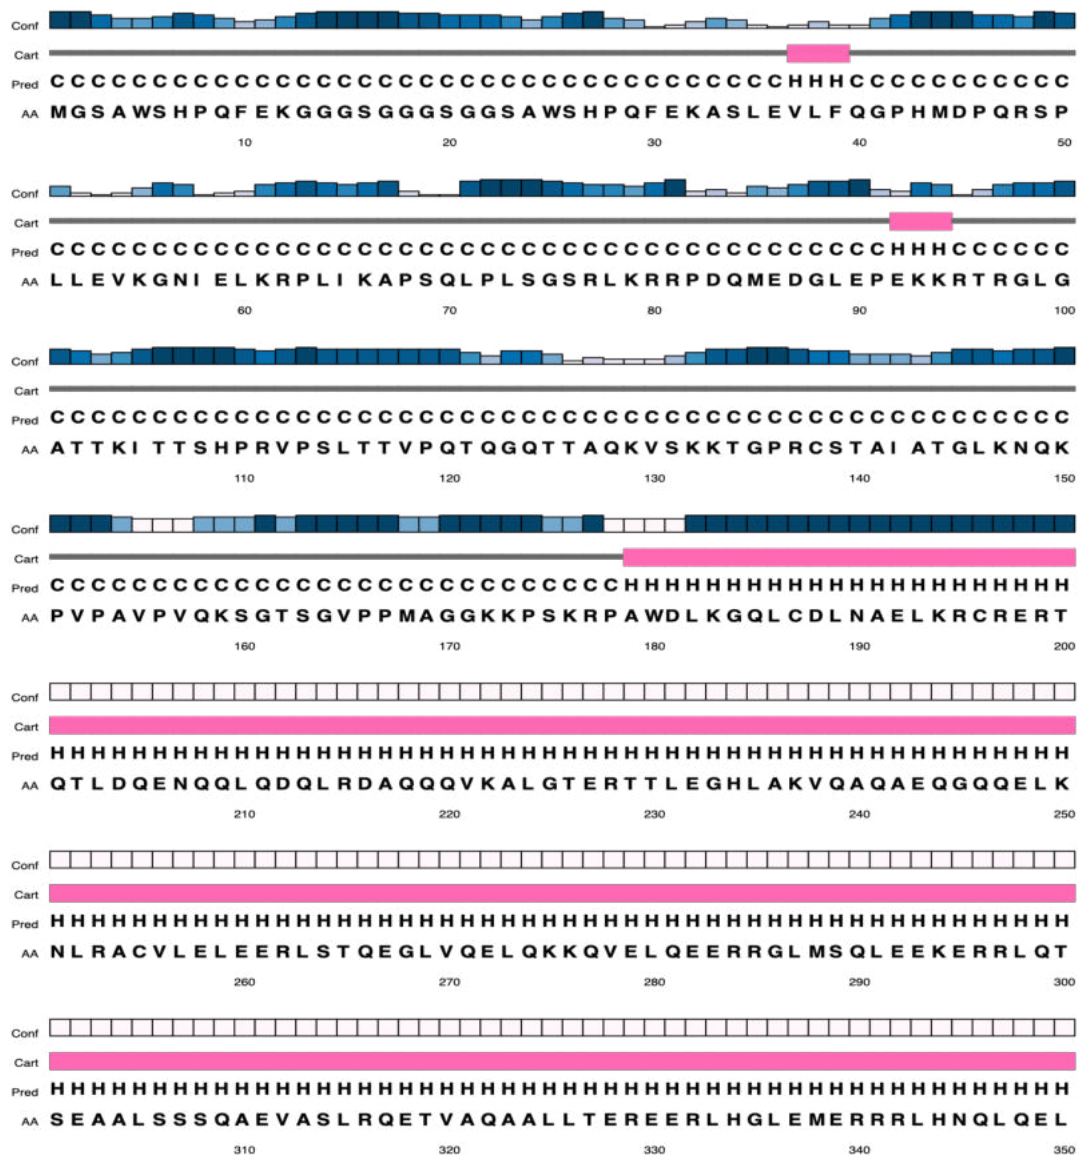 Conf
Cart
Pred CCCCCCCCCCCCCCCCCCCCCCCCCCCCCCCCCCCCHHHCCCCCCCCCCC
AA MGSAWSHPQFEKGGGSGGGSGGSAWSHPQFEKASLEVLFQGPHMDPQRSP
10 20 30 40 50
Conf
Cart
Pred CCCCCCCCCCCCCCCCCCCCCCCCCCCCCCCCCCCCCCCCCHHHCCCCCC
AA LLEVKGNIELKRPLIKAPSQLPLSGSRLKRRPDQMEDGLEPEKKRTRGLG
60 70 80 90 100
Conf
Cart
Pred CCCCCCCCCCCCCCCCCCCCCCCCCCCCCCCCCCCCCCCCCCCCCCCCCC
AA ATTKITTSHPRVPSLTTVPQTQGQTTAQKVSKKTGPRCSTAIATGLKNQK
110 120 130 140 150
Conf
Cart
Pred CCCCCCCCCCCCCCCCCCCCCCCCCCCCHHHHHHHHHHHHHHHHHHHHHH
AA PVPAVPVQKSGTSGVPPMAGGKKPSKRPAWDLKGQLCDLNAELKRCRERT
160 170 180 190 200
Conf
Cart
Pred HHHHHHHHHHHHHHHHHHHHHHHHHHHHHHHHHHHHHHHHHHHHHHHHHH
AA QTLDQENQQLQDQLRDAQQQVKALGTERTTLEGHLAKVQAQAEQGQQELK
210 220 230 240 250
Conf
Cart
Pred HHHHHHHHHHHHHHHHHHHHHHHHHHHHHHHHHHHHHHHHHHHHHHHHHH
AA NLRACVLELEERLSTQEGLVQELQKKQVELQEERRGLMSQLEEKERRLQT
260 270 280 290 300
Conf
Cart
Pred HHHHHHHHHHHHHHHHHHHHHHHHHHHHHHHHHHHHHHHHHHHHHHHHHH
AA SEAALSSSQAEVASLRQETVAQAALLTEREERLHGLEMERRRLHNQLQEL
310 320 330 340 350